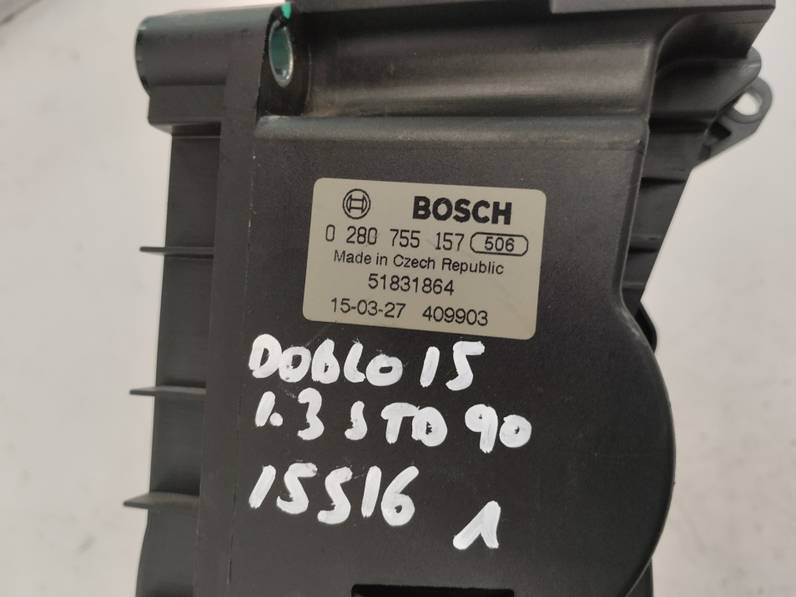 BOSCH
0 280 755 157 506
Made in Czech Republic
51831864
15-03-27 409903
DOBLO 15
1.3 JTD 90
15516 1